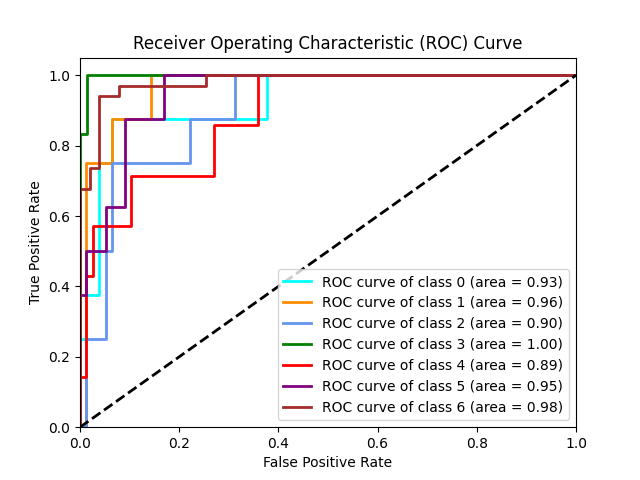 Receiver Operating Characteristic (ROC) Curve
1.0
0.8
0.6
0.4
0.2
0.0
True Positive Rate
ROC curve of class 0 (area = 0.93)
ROC curve of class 1 (area = 0.96)
ROC curve of class 2 (area = 0.90)
ROC curve of class 3 (area = 1.00)
ROC curve of class 4 (area = 0.89)
ROC curve of class 5 (area = 0.95)
ROC curve of class 6 (area = 0.98)
0.0 0.2 0.4 0.6 0.8 1.0
False Positive Rate